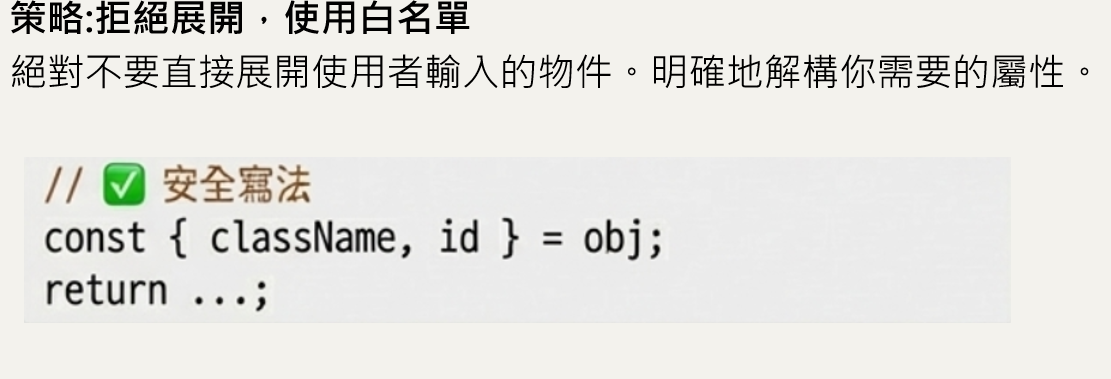 策略:拒絕展開，使用白名單
絕對不要直接展開使用者輸入的物件。明確地解構你需要的屬性。
// ✅ 安全寫法
const { className, id } = obj;
return ...;